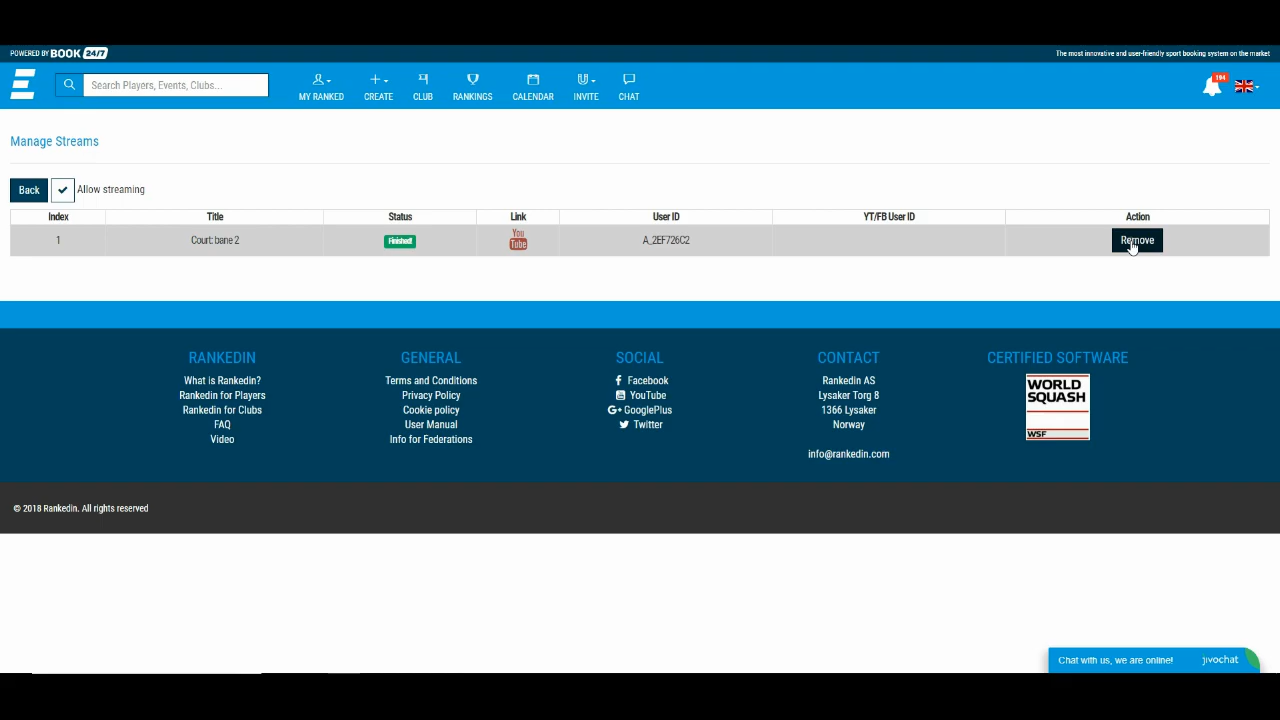 POWERED BY BOOK 24/7
The most innovative and user-friendly sport booking system on the market
Search Players, Events, Clubs...
MY RANKED
CREATE
CLUB
RANKINGS
CALENDAR
INVITE
CHAT
194
Manage Streams
Back
Allow streaming
Index Title Status Link User ID YT/FB User ID Action
1 Court: bane 2 Finished! You Tube A_2EF726C2 Remove
RANKEDIN
What is Rankedin?
Rankedin for Players
Rankedin for Clubs
FAQ
Video
GENERAL
Terms and Conditions
Privacy Policy
Cookie policy
User Manual
Info for Federations
SOCIAL
Facebook
YouTube
G+ GooglePlus
Twitter
CONTACT
Rankedin AS
Lysaker Torg 8
1366 Lysaker
Norway
info@rankedin.com
CERTIFIED SOFTWARE
WORLD
SQUASH
WSF
© 2018 Rankedin. All rights reserved
Chat with us, we are online! jivochat